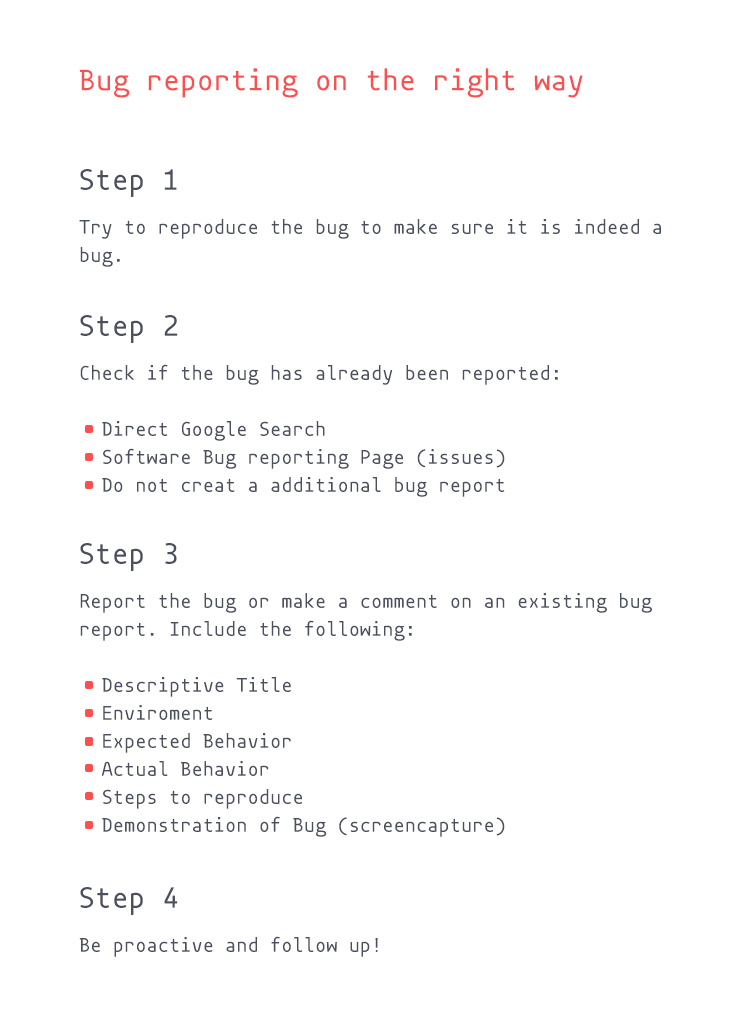 Bug reporting on the right way
Step 1
Try to reproduce the bug to make sure it is indeed a
bug.
Step 2
Check if the bug has already been reported:
Direct Google Search
Software Bug reporting Page (issues)
Do not creat a additional bug report
Step 3
Report the bug or make a comment on an existing bug
report. Include the following:
Descriptive Title
Enviroment
Expected Behavior
Actual Behavior
Steps to reproduce
Demonstration of Bug (screencapture)
Step 4
Be proactive and follow up!